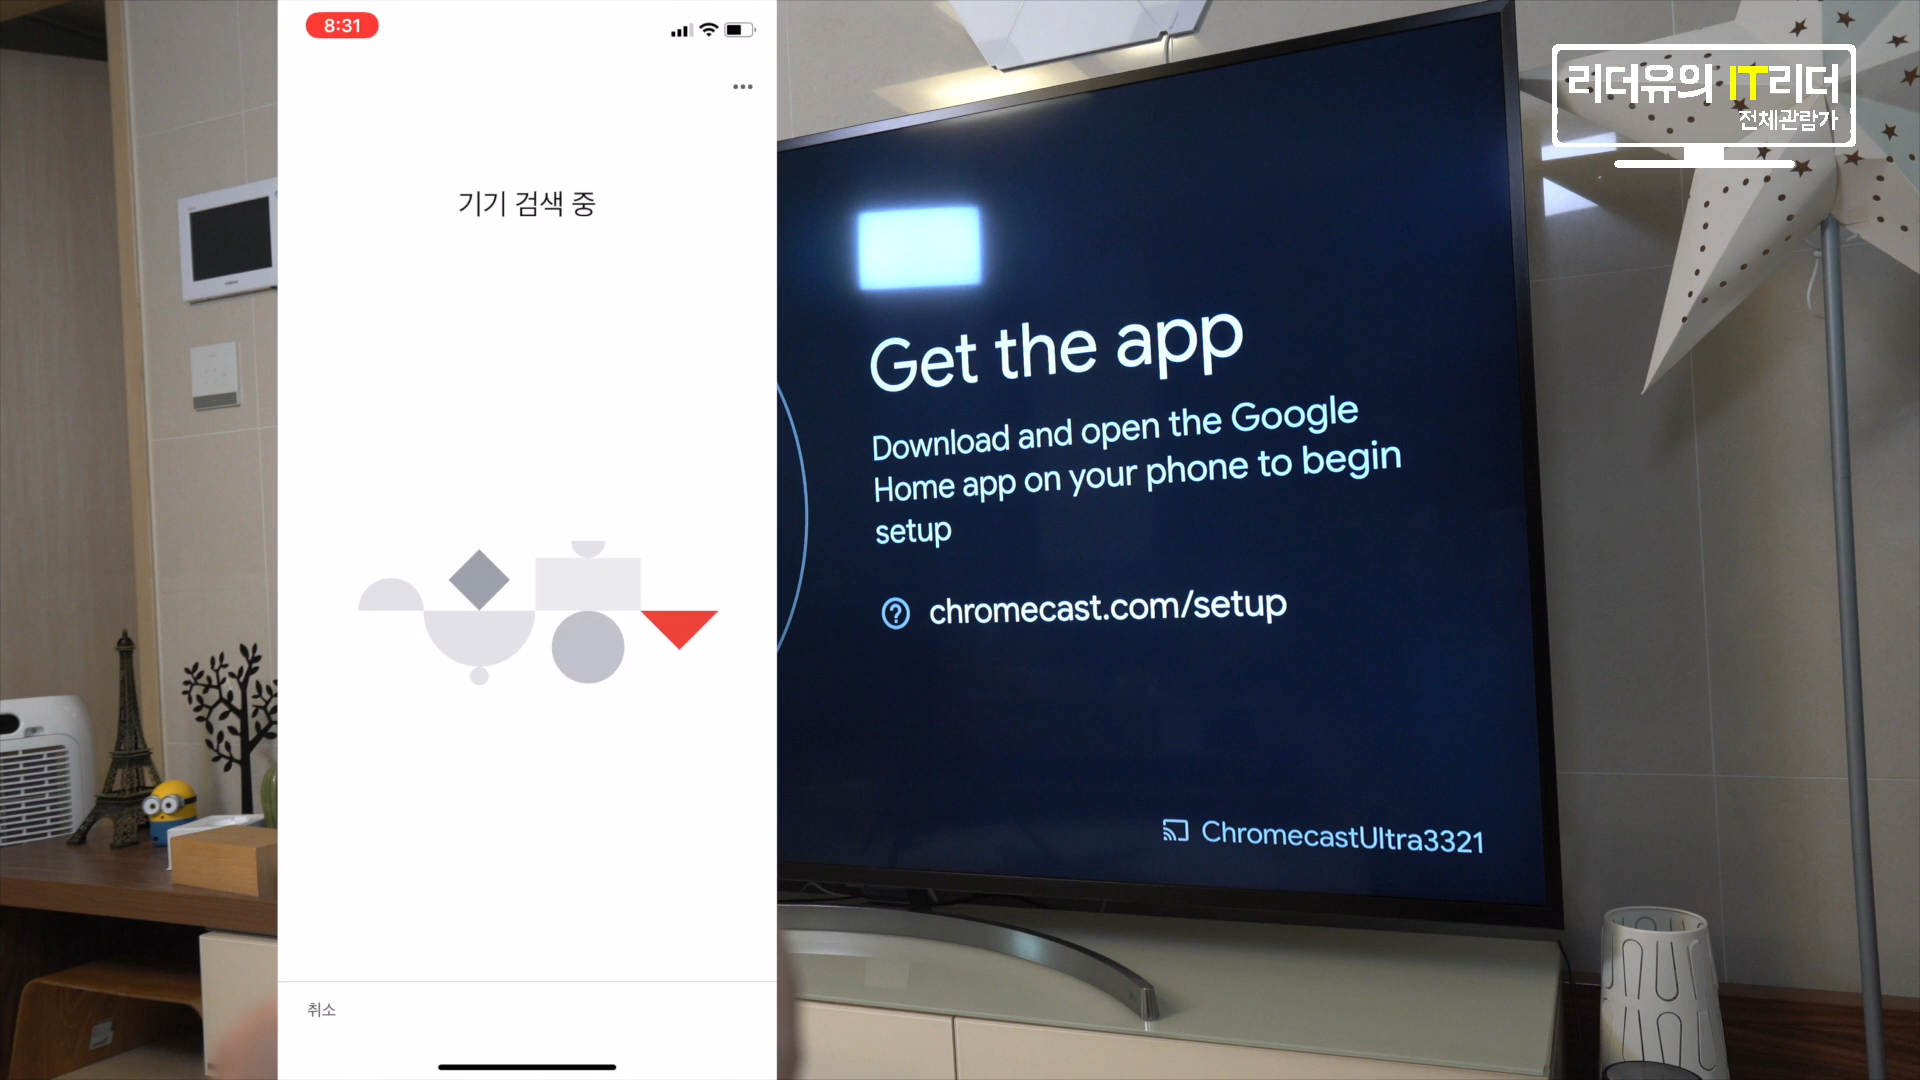 8:31
기기 검색 중
취소
Get the app
Download and open the Google
Home app on your phone to begin
setup
chromecast.com/setup
ChromecastUltra3321
리더유의 IT리더
전체관람가